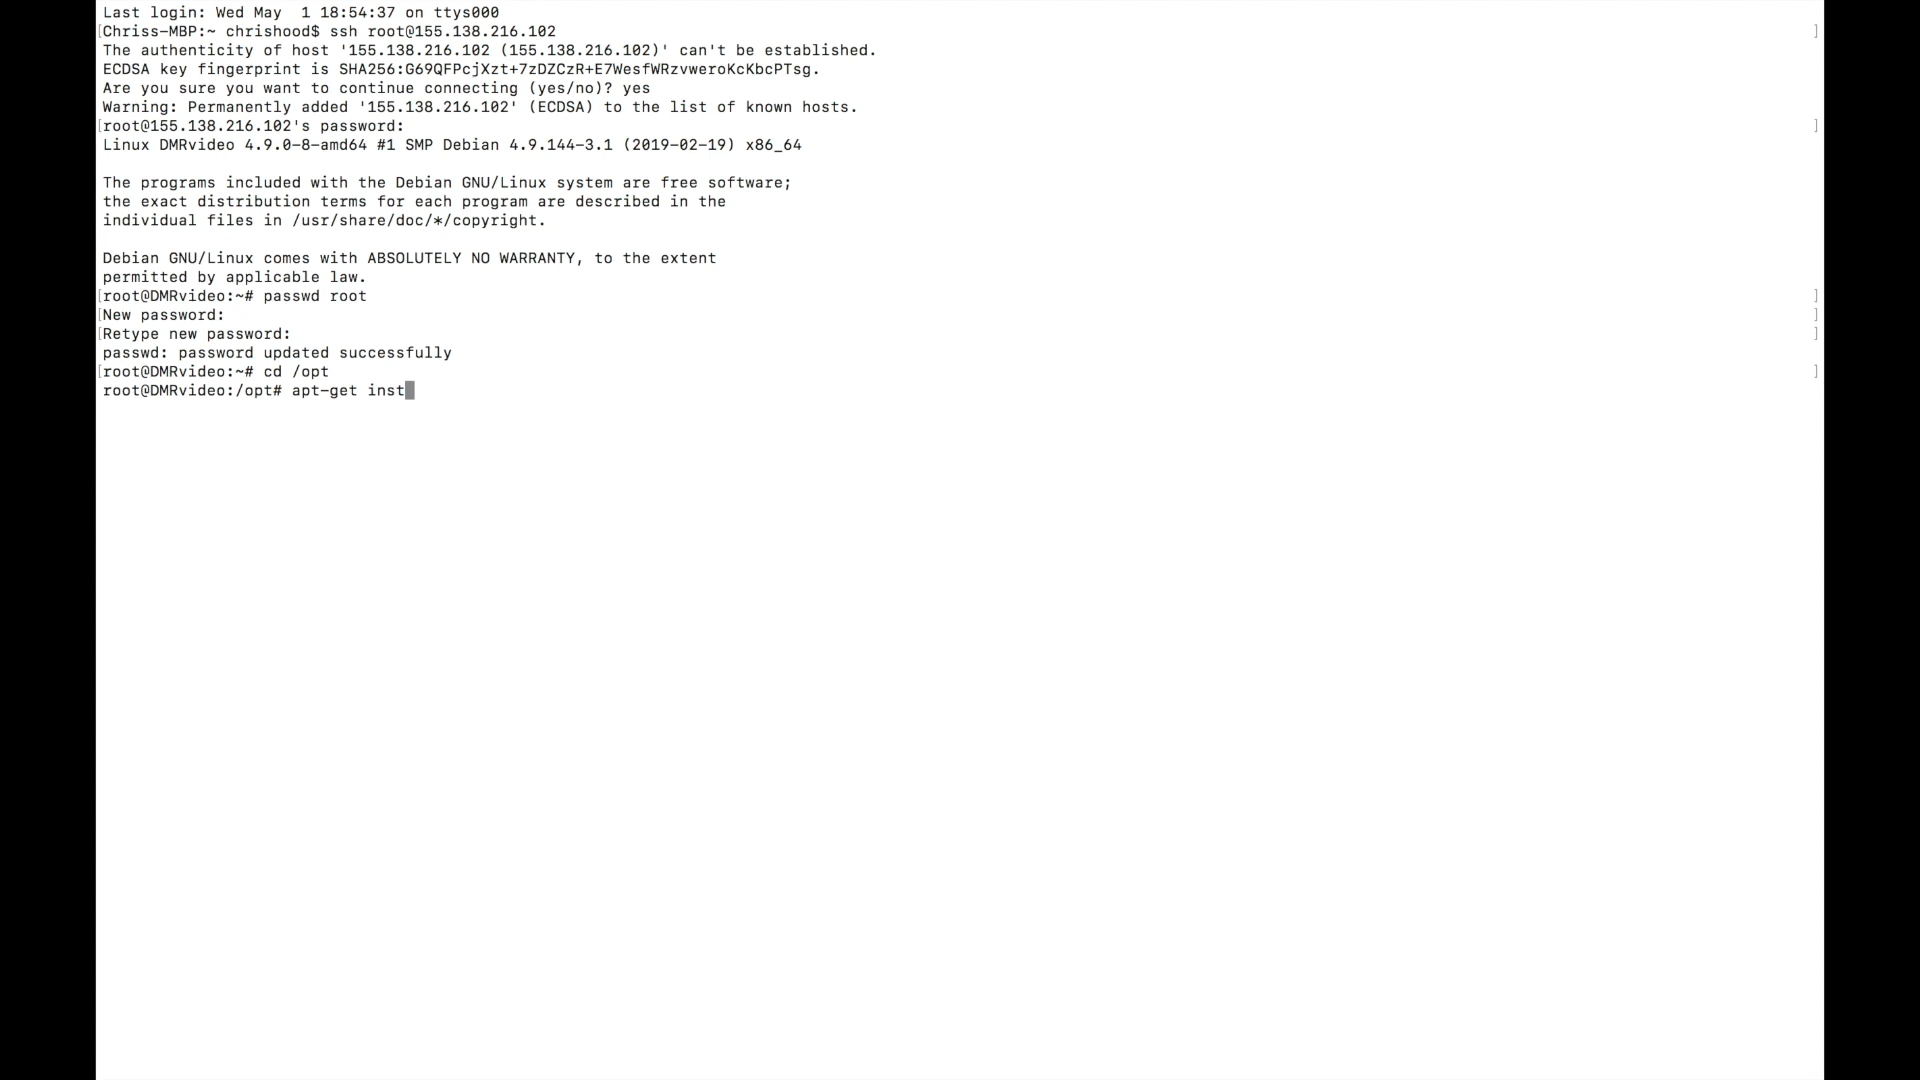 Last login: Wed May  1 18:54:37 on ttys000
[Chriss-MBP:~ chrishood$ ssh root@155.138.216.102 ]
The authenticity of host '155.138.216.102 (155.138.216.102)' can't be established.
ECDSA key fingerprint is SHA256:G69QFPcjXzt+7zDZCzR+E7WesfWRzvweroKcKbcPTsg.
Are you sure you want to continue connecting (yes/no)? yes
Warning: Permanently added '155.138.216.102' (ECDSA) to the list of known hosts.
[root@155.138.216.102's password: ]
Linux DMRvideo 4.9.0-8-amd64 #1 SMP Debian 4.9.144-3.1 (2019-02-19) x86_64
The programs included with the Debian GNU/Linux system are free software;
the exact distribution terms for each program are described in the
individual files in /usr/share/doc/*/copyright.
Debian GNU/Linux comes with ABSOLUTELY NO WARRANTY, to the extent
permitted by applicable law.
[root@DMRvideo:~# passwd root ]
[New password: ]
[Retype new password: ]
passwd: password updated successfully
[root@DMRvideo:~# cd /opt ]
root@DMRvideo:/opt# apt-get inst